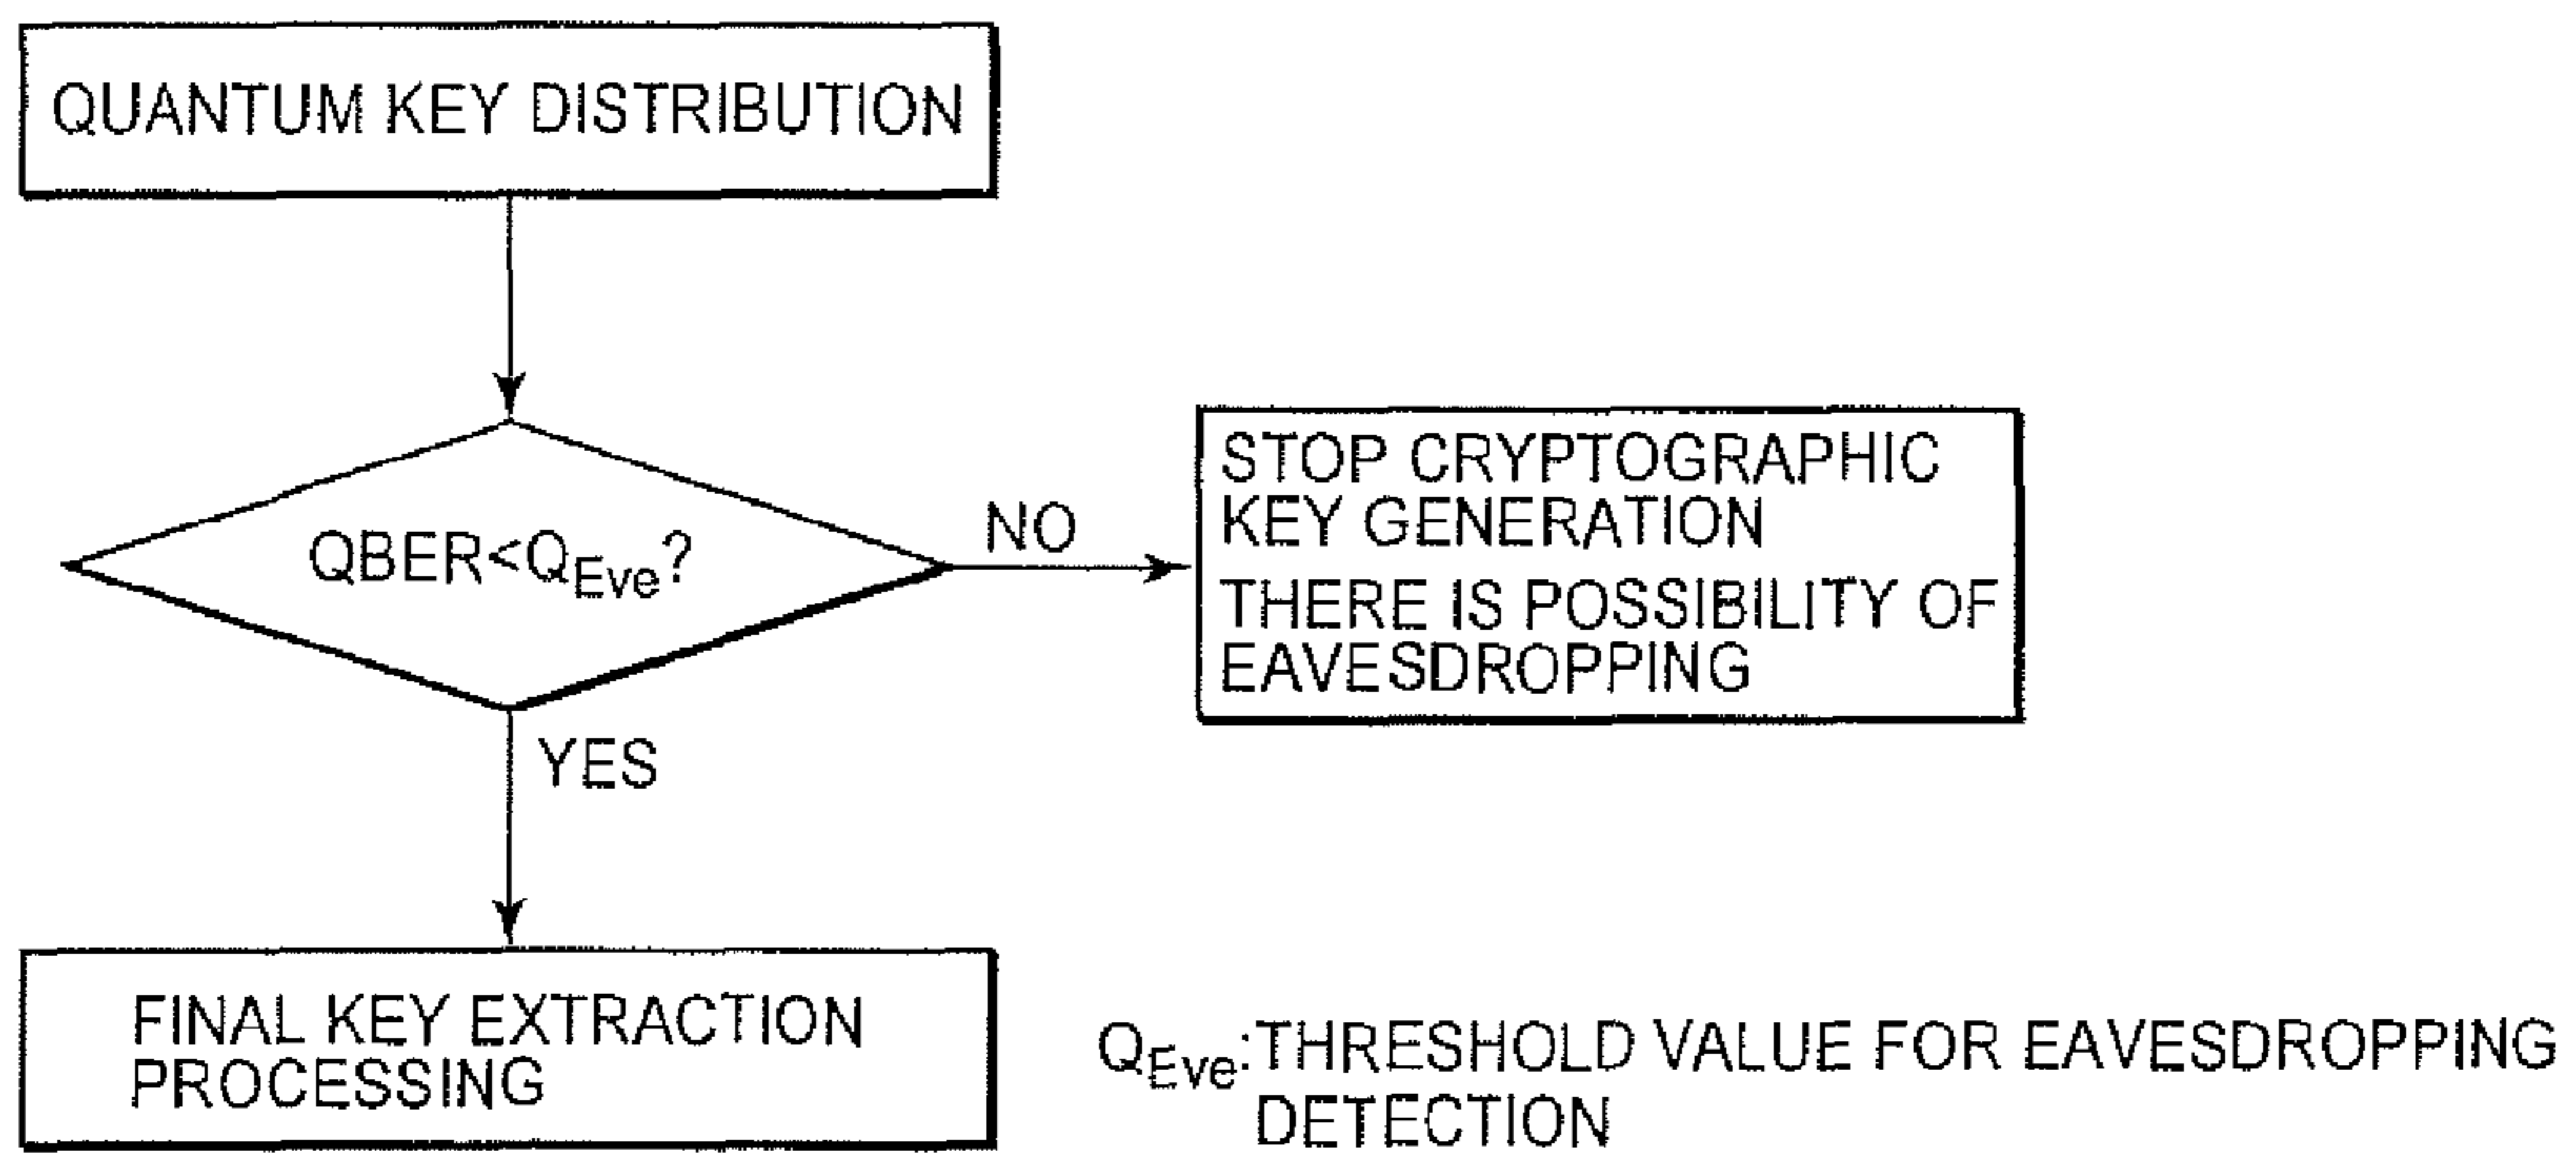 QUANTUM KEY DISTRIBUTION
QBER<QEve?
NO
STOP CRYPTOGRAPHIC
KEY GENERATION
THERE IS POSSIBILITY OF
EAVESDROPPING
YES
FINAL KEY EXTRACTION
PROCESSING
QEve:THRESHOLD VALUE FOR EAVESDROPPING
DETECTION